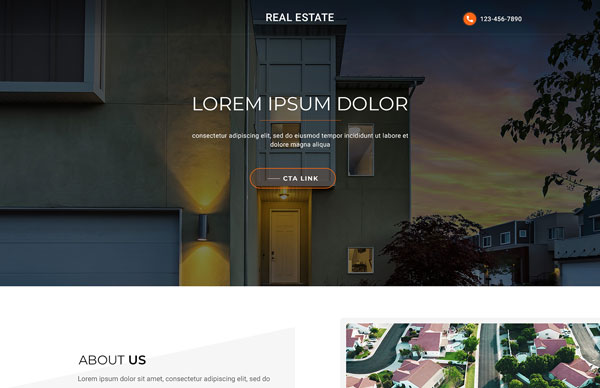 REAL ESTATE
123-456-7890
LOREM IPSUM DOLOR
consectetur adipiscing elit, sed do eiusmod tempor incididunt ut labore et
dolore magna aliqua
CTA LINK
ABOUT US
Lorem ipsum dolor sit amet, consectetur adipiscing elit, sed do